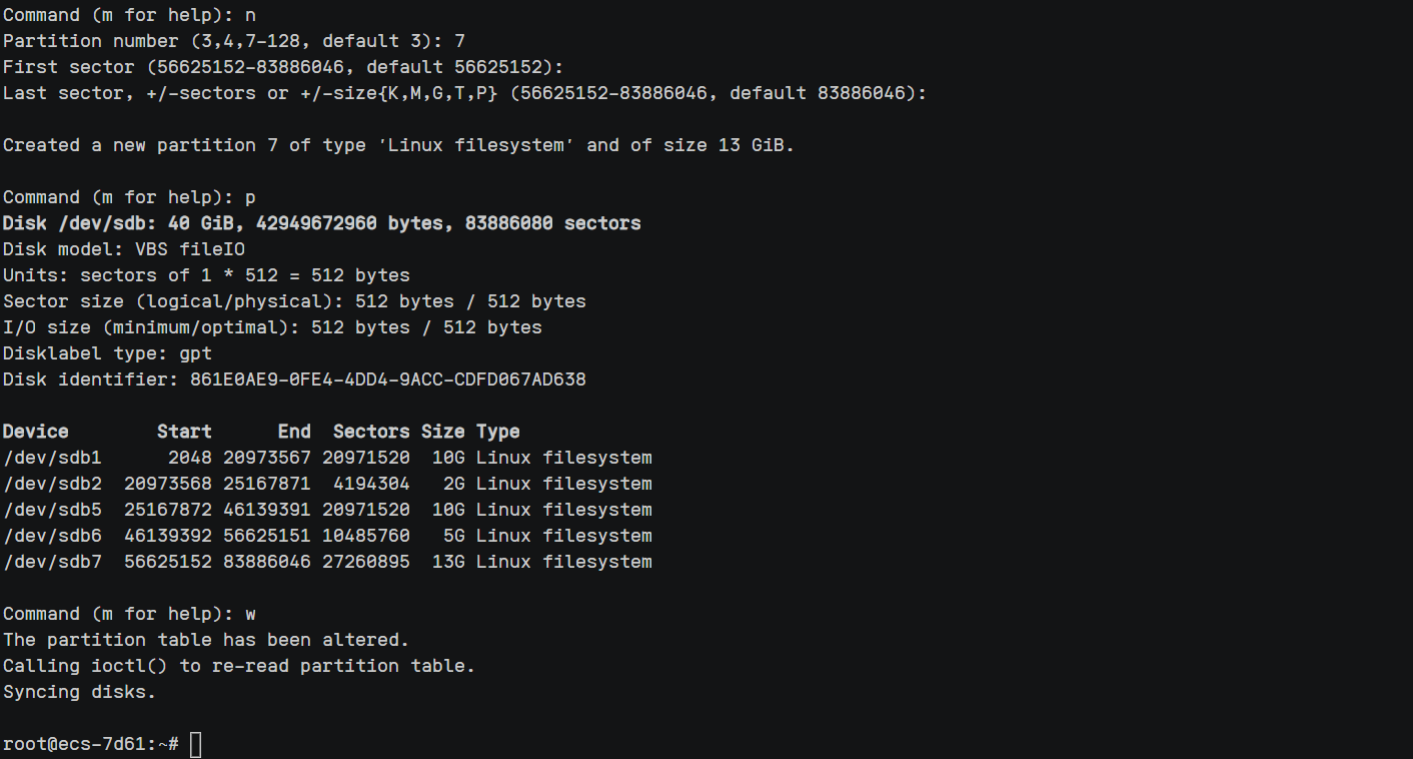 Command (m for help): n
Partition number (3,4,7-128, default 3): 7
First sector (56625152-83886046, default 56625152):
Last sector, +/-sectors or +/-size{K,M,G,T,P} (56625152-83886046, default 83886046):
Created a new partition 7 of type 'Linux filesystem' and of size 13 GiB.
Command (m for help): p
Disk /dev/sdb: 40 GiB, 42949672960 bytes, 83886080 sectors
Disk model: VBS fileIO
Units: sectors of 1 * 512 = 512 bytes
Sector size (logical/physical): 512 bytes / 512 bytes
I/O size (minimum/optimal): 512 bytes / 512 bytes
Disklabel type: gpt
Disk identifier: 861E0AE9-0FE4-4DD4-9ACC-CDFD067AD638
Device        Start      End  Sectors Size Type
/dev/sdb1      2048 20973567 20971520  10G Linux filesystem
/dev/sdb2  20973568 25167871  4194304   2G Linux filesystem
/dev/sdb5  25167872 46139391 20971520  10G Linux filesystem
/dev/sdb6  46139392 56625151 10485760   5G Linux filesystem
/dev/sdb7  56625152 83886046 27260895  13G Linux filesystem
Command (m for help): w
The partition table has been altered.
Calling ioctl() to re-read partition table.
Syncing disks.
root@ecs-7d61:~#